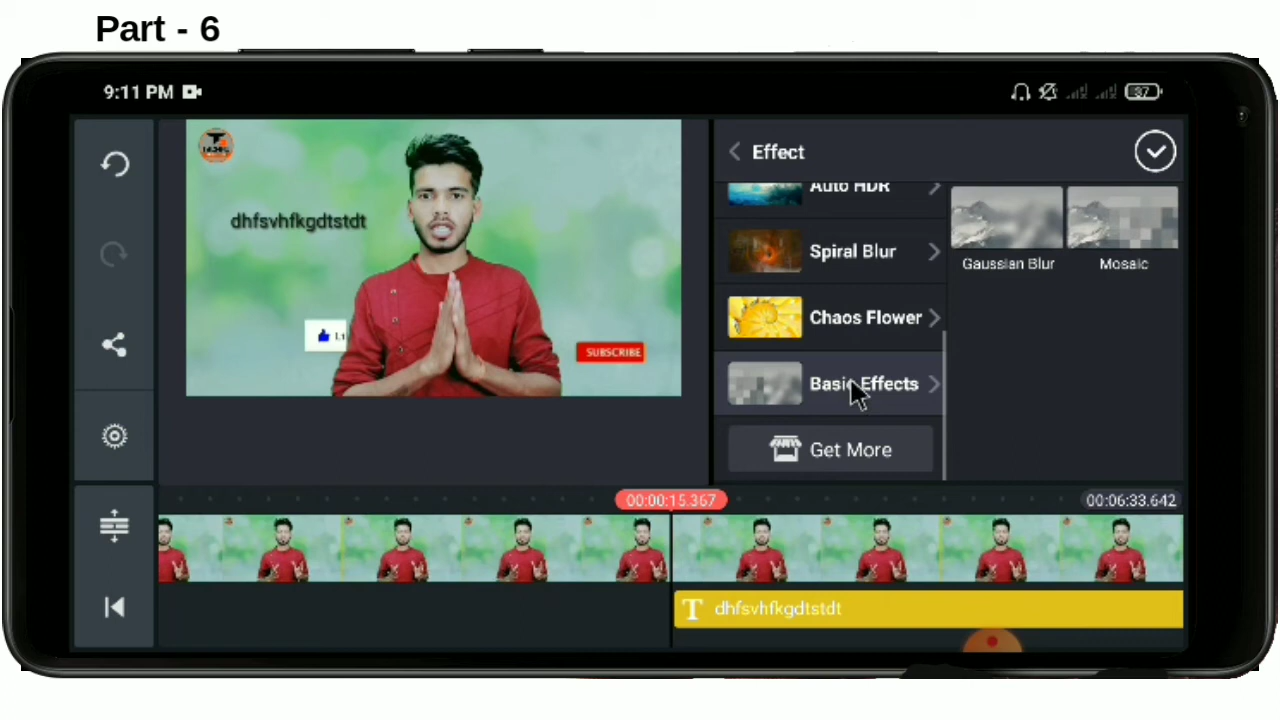 Part - 6
9:11 PM
37
Effect
dhfsvhfkgdtstdt
SUBSCRIBE
Auto HDR
Spiral Blur
Chaos Flower
Basic Effects
Get More
Gaussian Blur
Mosaic
00:00:15.367
00:06:33.642
dhfsvhfkgdtstdt